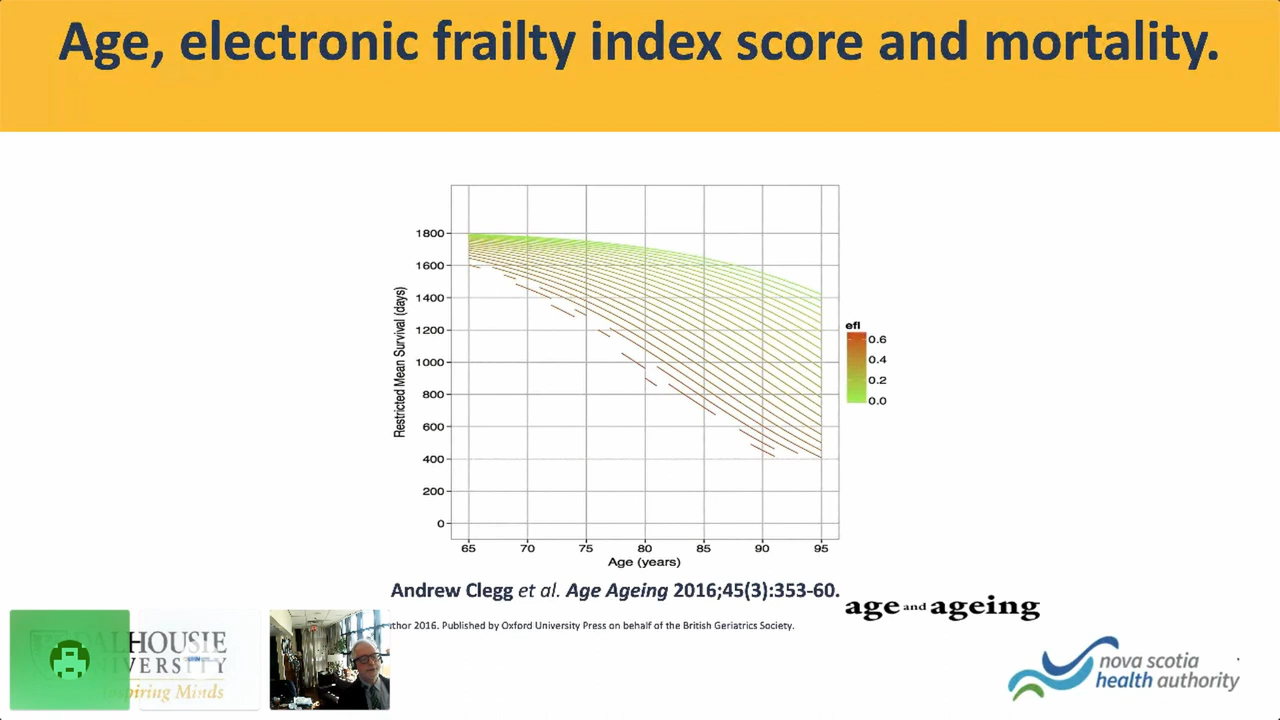 Age, electronic frailty index score and mortality.
Restricted Mean Survival (days)
1800
1600
1400
1200
1000
800
600
400
200
0
65 70 75 80 85 90 95
Age (years)
efI
0.6
0.4
0.2
0.0
Andrew Clegg et al. Age Ageing 2016;45(3):353-60.
2016. Published by Oxford University Press on behalf of the British Geriatrics Society.
age and ageing
DALHOUSIE
UNIVERSITY
Inspiring Minds
nova scotia
health authority